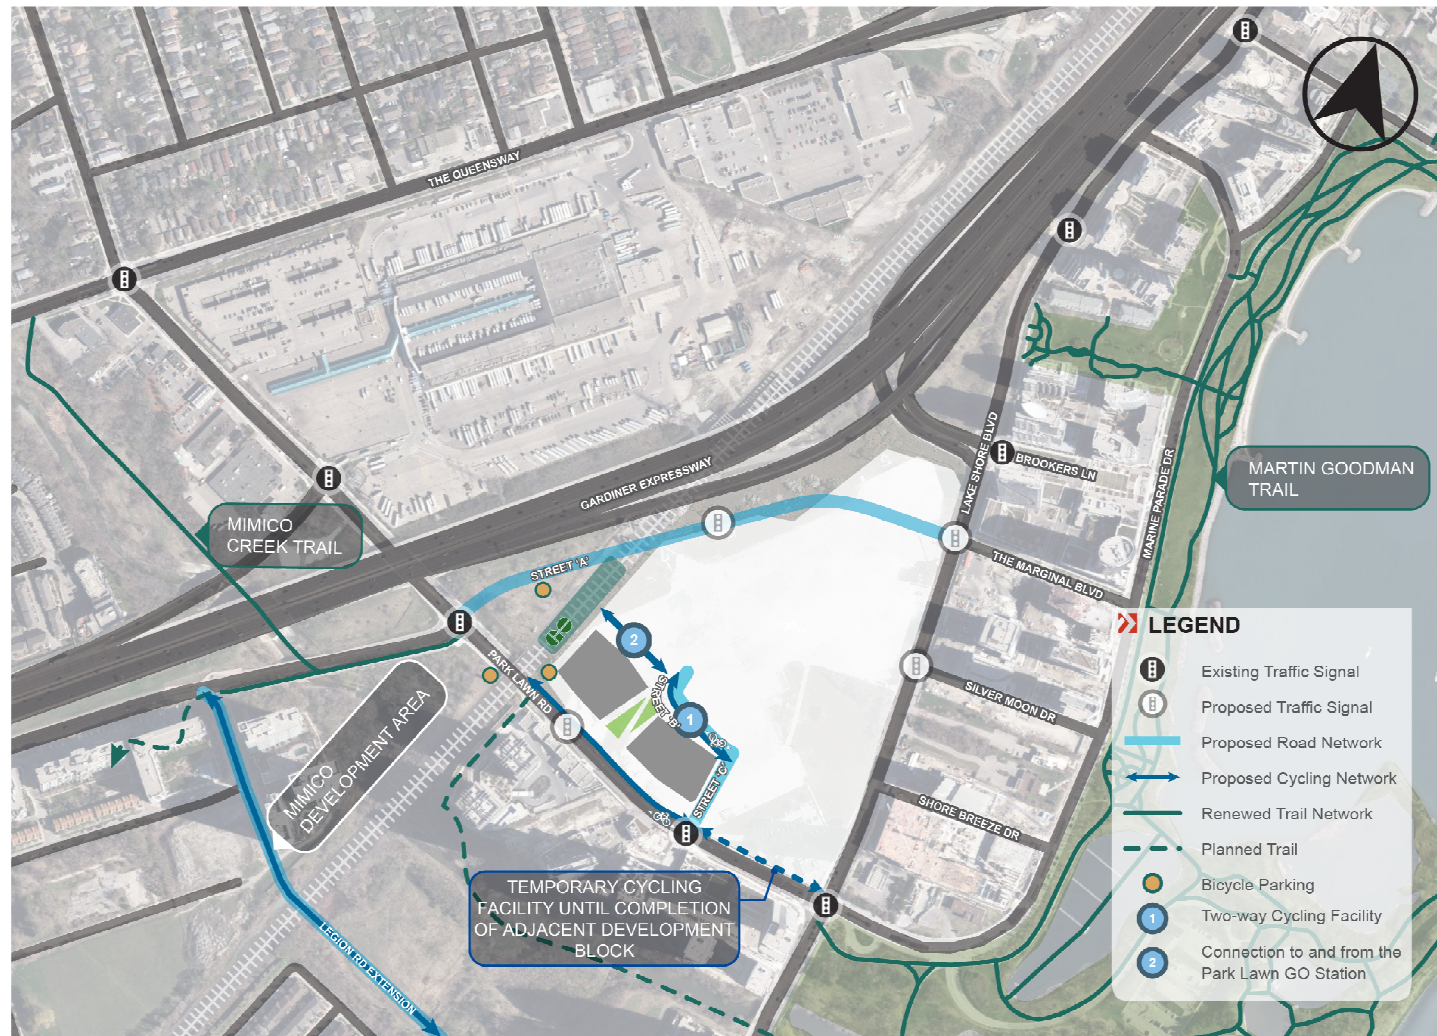 THE QUEENSWAY
GARDINER EXPRESSWAY
LAKE SHORE BLVD
BROOKERS LN
MARINE PARADE DR
MARTIN GOODMAN
TRAIL
MIMICO
CREEK TRAIL
STREET 'A'
THE MARGINAL BLVD
PARK LAWN RD
GO
2
STREET 'B'
1
SILVER MOON DR
MIMICO
DEVELOPMENT AREA
STREET 'C'
SHORE BREEZE DR
TEMPORARY CYCLING
FACILITY UNTIL COMPLETION
OF ADJACENT DEVELOPMENT
BLOCK
LEGION RD EXTENSION
LEGEND
Existing Traffic Signal
Proposed Traffic Signal
Proposed Road Network
Proposed Cycling Network
Renewed Trail Network
Planned Trail
Bicycle Parking
1 Two-way Cycling Facility
2 Connection to and from the
Park Lawn GO Station